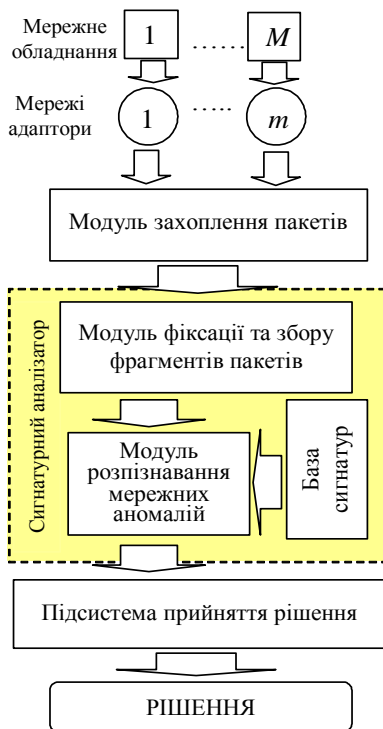 Мережне
обладнання
1 ...... M
Мережі
адаптори
1 ..... m
Модуль захоплення пакетів
Сигнатурний аналізатор
Модуль фіксації та збору
фрагментів пакетів
Модуль
розпізнавання
мережних
аномалій
База
сигнатур
Підсистема прийняття рішення
РІШЕННЯ